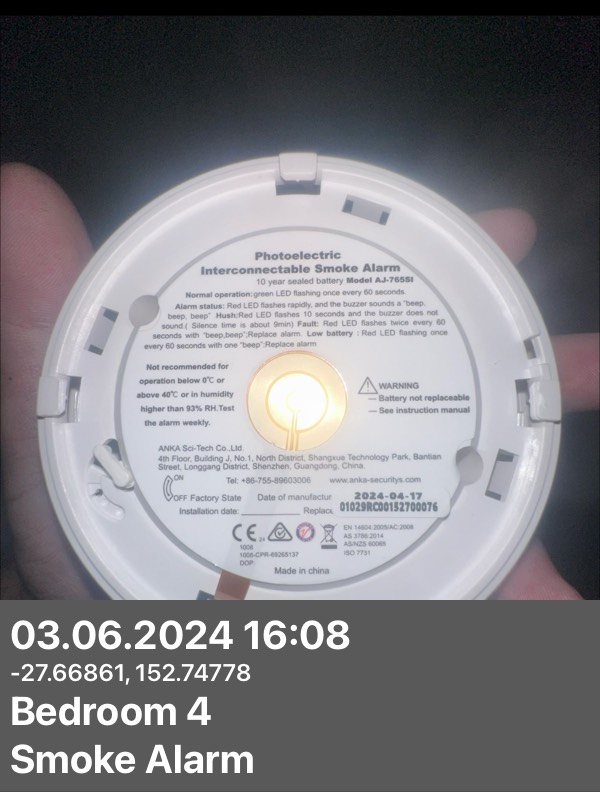 Photoelectric
Interconnectable Smoke Alarm
10 year sealed battery Model AJ-765SI
Normal operation:green LED flashing once every 60 seconds.
Alarm status: Red LED flashes rapidly, and the buzzer sounds a "beep,
beep, beep" Hush:Red LED flashes 10 seconds and the buzzer does not
sound.( Silence time is about 9min) Fault: Red LED flashes twice every 60
seconds with "beep,beep";Replace alarm. Low battery : Red LED flashing once
every 60 seconds with one "beep";Replace alarm
Not recommended for
operation below 0℃ or
above 40℃ or in humidity
higher than 93% RH.Test
the alarm weekly.
WARNING
— Battery not replaceable
— See instruction manual
ANKA Sci-Tech Co.,Ltd.
4th Floor, Building J, No.1, North District, Shangxue Technology Park, Bantian
Street, Longgang District, Shenzhen, Guangdong, China.
Tel: +86-755-89603006 www.anka-securitys.com
ON
OFF Factory State Date of manufactur 2024-04-17
Installation date: Replac 01029RC00152700076
CE 24
1008
1008-CPR-69265137
DOP:
EN 14604:2005/AC:2008
AS 3786:2014
AS/NZS 60065
ISO 7731
Made in china
03.06.2024 16:08
-27.66861, 152.74778
Bedroom 4
Smoke Alarm